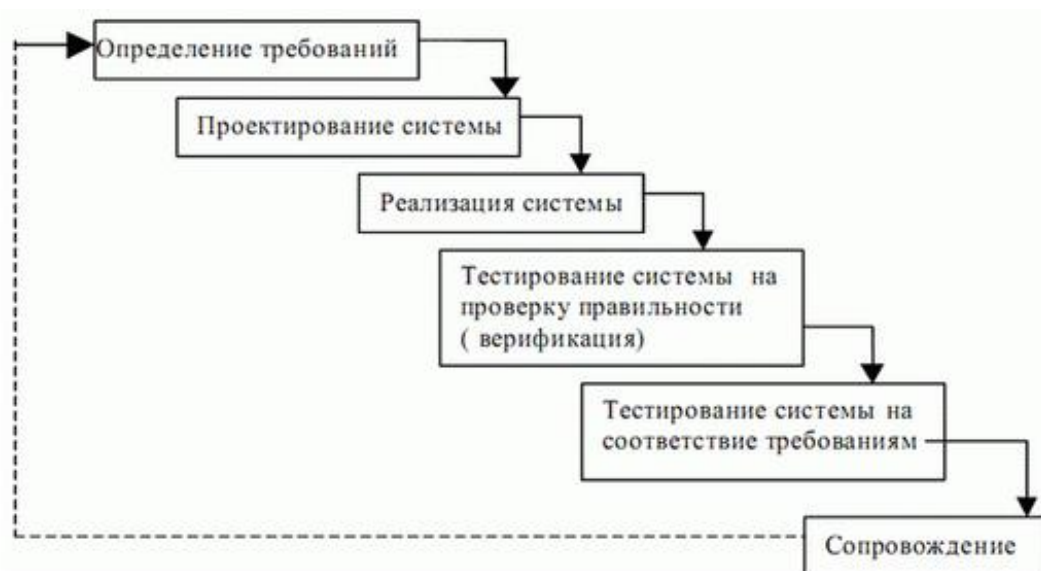 Определение требований
Проектирование системы
Реализация системы
Тестирование системы на
проверку правильности
( верификация)
Тестирование системы на
соответствие требованиям
Сопровождение